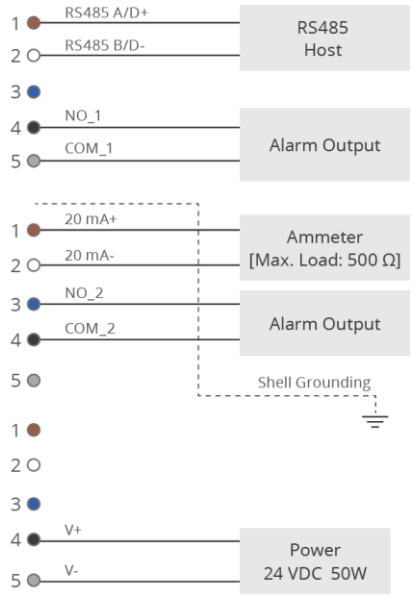 1 RS485 A/D+
2 RS485 B/D-
RS485
Host
3
4 NO_1
5 COM_1
Alarm Output
1 20 mA+
2 20 mA-
Ammeter
[Max. Load: 500 Ω]
3 NO_2
4 COM_2
Alarm Output
5
Shell Grounding
1
2
3
4 V+
5 V-
Power
24 VDC 50W